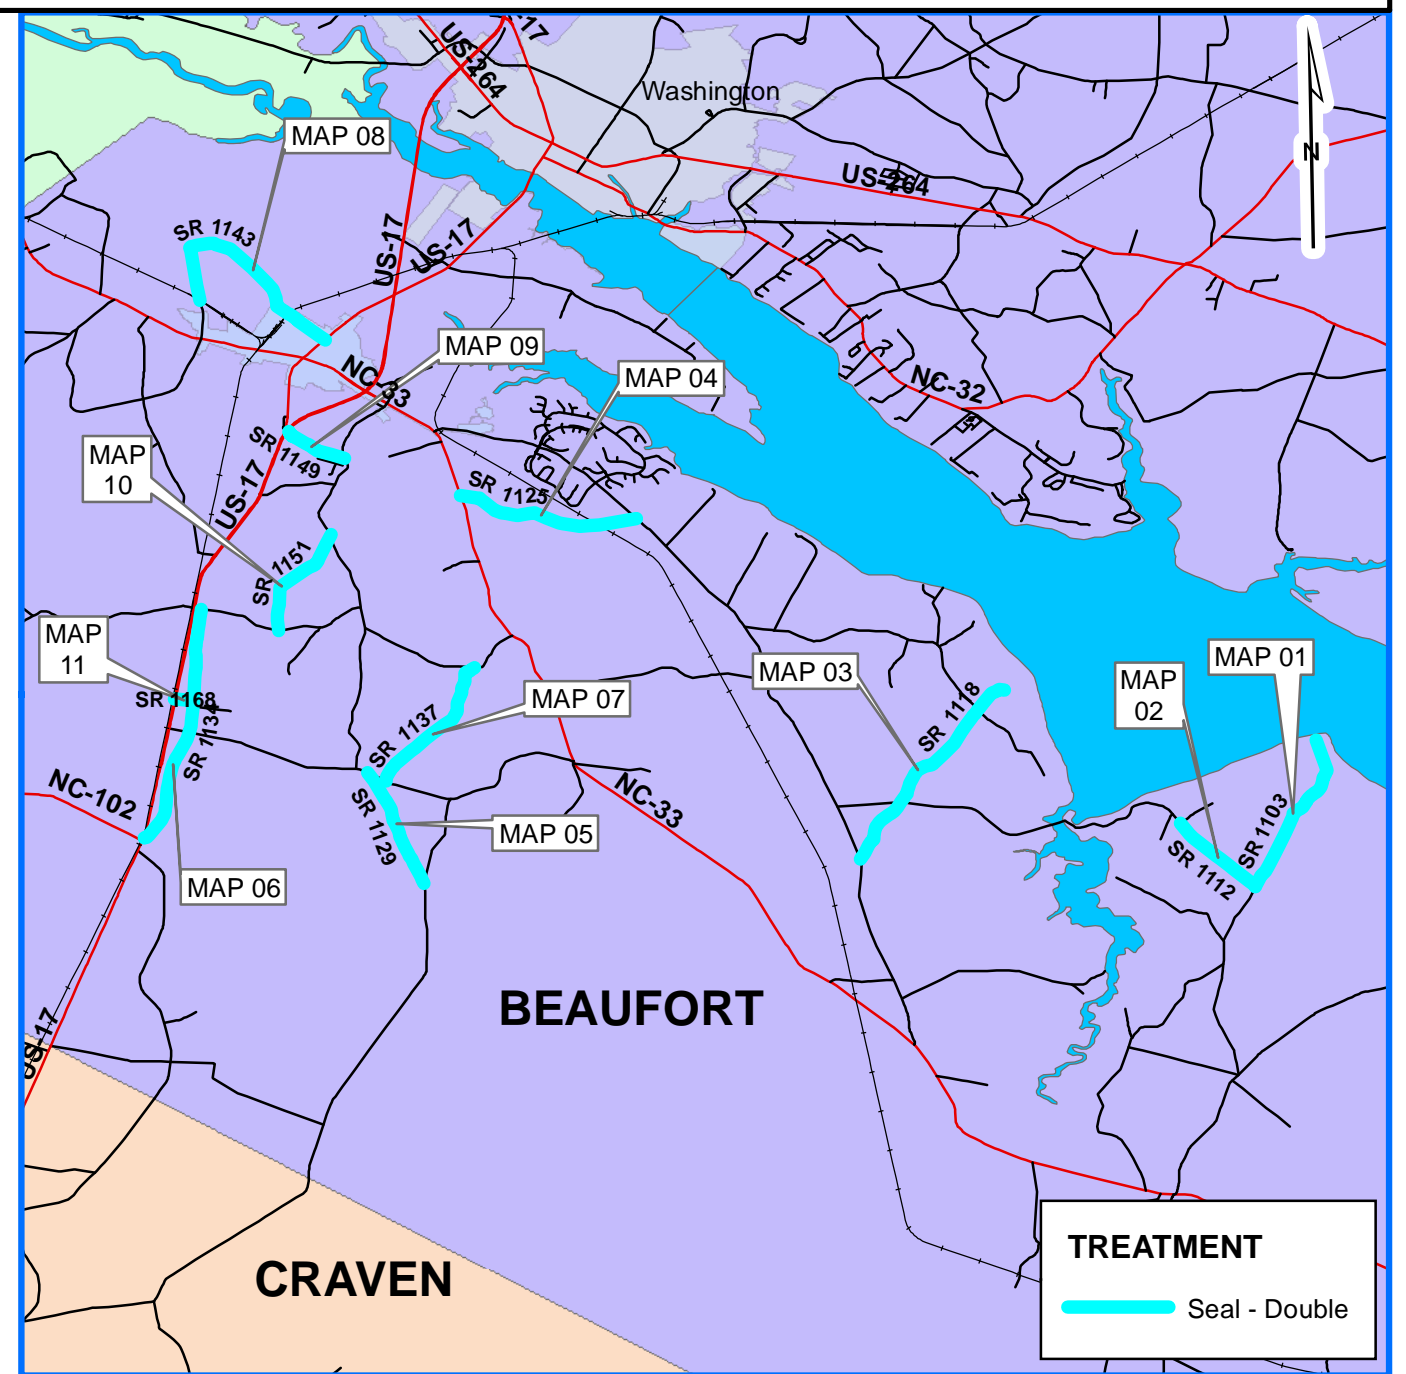 US-17
US-264
Washington
MAP 08
N
US-264
SR 1143
US-17
US-17
MAP 09
NC-33
MAP 04
NC-32
SR 1149
MAP
10
US-17
SR 1125
SR 1151
MAP
11
MAP 03
MAP 01
MAP
02
SR 1168
SR 1134
SR 1137
MAP 07
SR 1118
NC-102
SR 1129
MAP 05
NC-33
SR 1103
SR 1112
MAP 06
BEAUFORT
US-17
CRAVEN
TREATMENT
Seal - Double